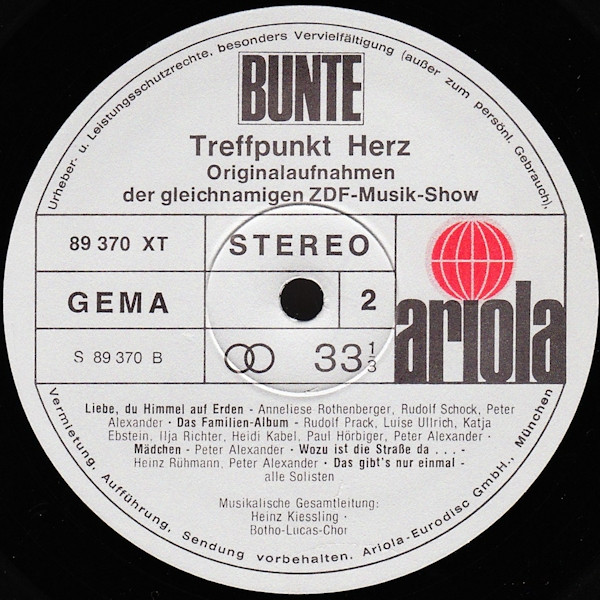 Urheber- u. Leistungsschutzrechte, besonders Vervielfältigung (außer zum persönl. Gebrauch),
BUNTE
Treffpunkt Herz
Originalaufnahmen
der gleichnamigen ZDF-Musik-Show
89 370 XT
STEREO
GEMA
2
ariola
S 89 370 B
33 1/3
Liebe, du Himmel auf Erden - Anneliese Rothenberger, Rudolf Schock, Peter
Alexander · Das Familien-Album - Rudolf Prack, Luise Ullrich, Katja
Ebstein, Ilja Richter, Heidi Kabel, Paul Hörbiger, Peter Alexander ·
Mädchen - Peter Alexander · Wozu ist die Straße da . . . -
Heinz Rühmann, Peter Alexander · Das gibt's nur einmal -
alle Solisten
Musikalische Gesamtleitung:
Heinz Kiessling ·
Botho-Lucas-Chor
Vermietung, Aufführung, Sendung vorbehalten. Ariola-Eurodisc GmbH., München